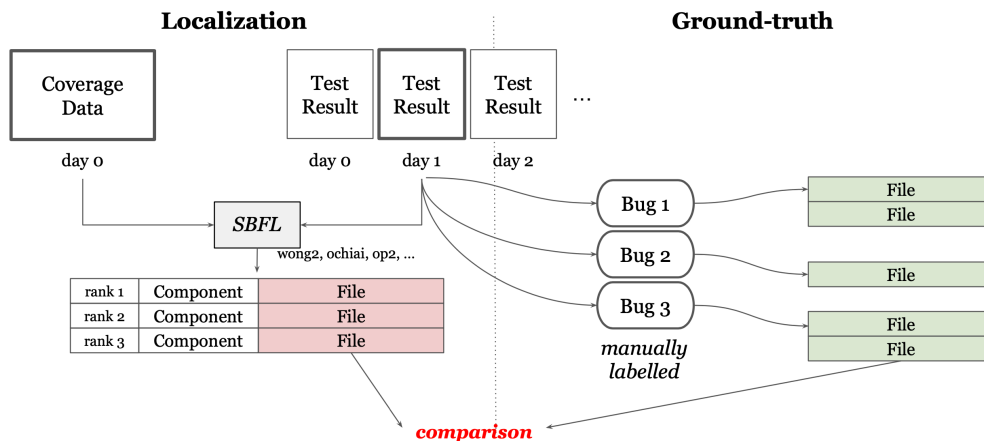 Localization
Ground-truth
Coverage
Data
Test
Result
Test
Result
Test
Result
...
day 0
day 0
day 1
day 2
SBFL
wong2, ochiai, op2, ...
rank 1 Component File
rank 2 Component File
rank 3 Component File
Bug 1
Bug 2
Bug 3
manually
labelled
File
File
File
File
File
comparison